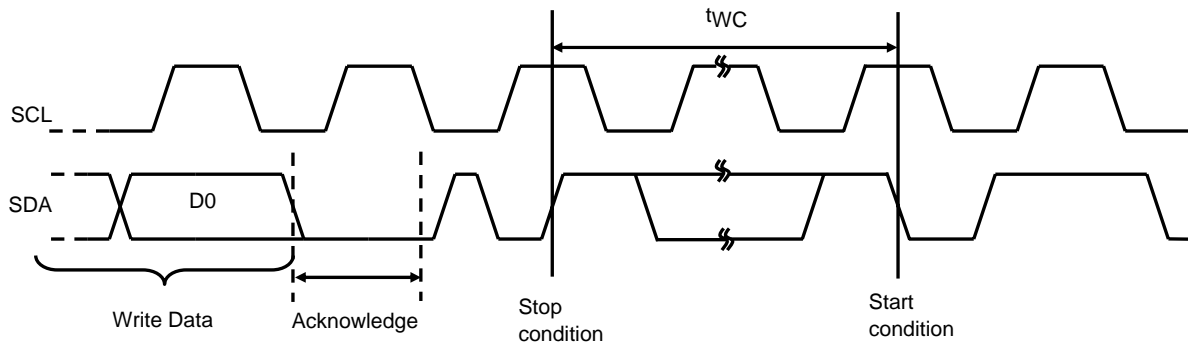 tWC
SCL
SDA
D0
Write Data
Acknowledge
Stop
condition
Start
condition